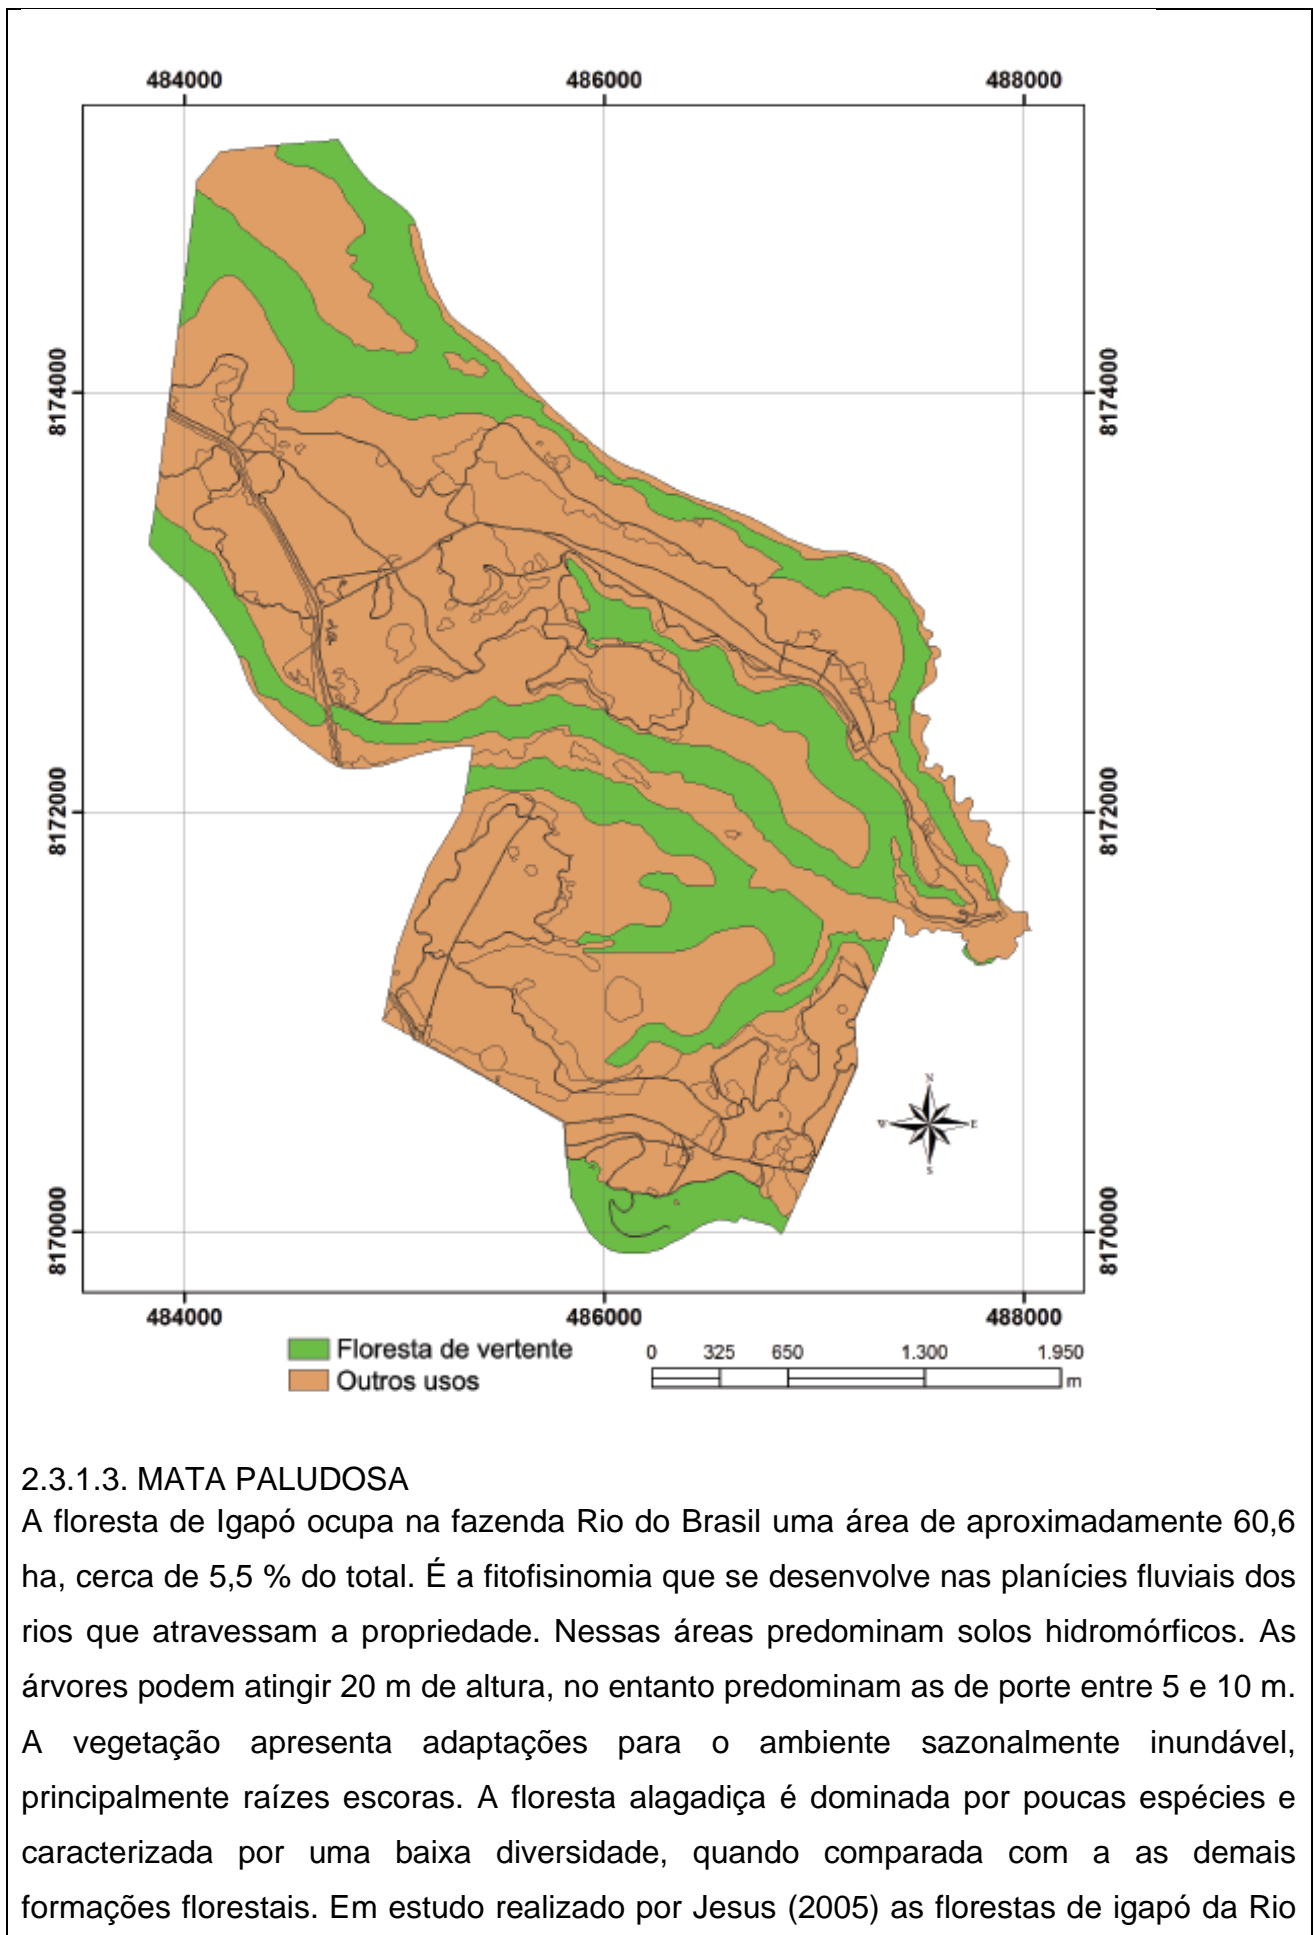 484000 486000 488000
8174000 8174000
N
W E
S
8172000 8172000
8170000 8170000
484000 486000 488000
Floresta de vertente
Outros usos
0 325 650 1.300 1.950
m
2.3.1.3. MATA PALUDOSA
A floresta de Igapó ocupa na fazenda Rio do Brasil uma área de aproximadamente 60,6
ha, cerca de 5,5 % do total. É a fitofisinomia que se desenvolve nas planícies fluviais dos
rios que atravessam a propriedade. Nessas áreas predominam solos hidromórficos. As
árvores podem atingir 20 m de altura, no entanto predominam as de porte entre 5 e 10 m.
A vegetação apresenta adaptações para o ambiente sazonalmente inundável,
principalmente raízes escoras. A floresta alagadiça é dominada por poucas espécies e
caracterizada por uma baixa diversidade, quando comparada com a as demais
formações florestais. Em estudo realizado por Jesus (2005) as florestas de igapó da Rio